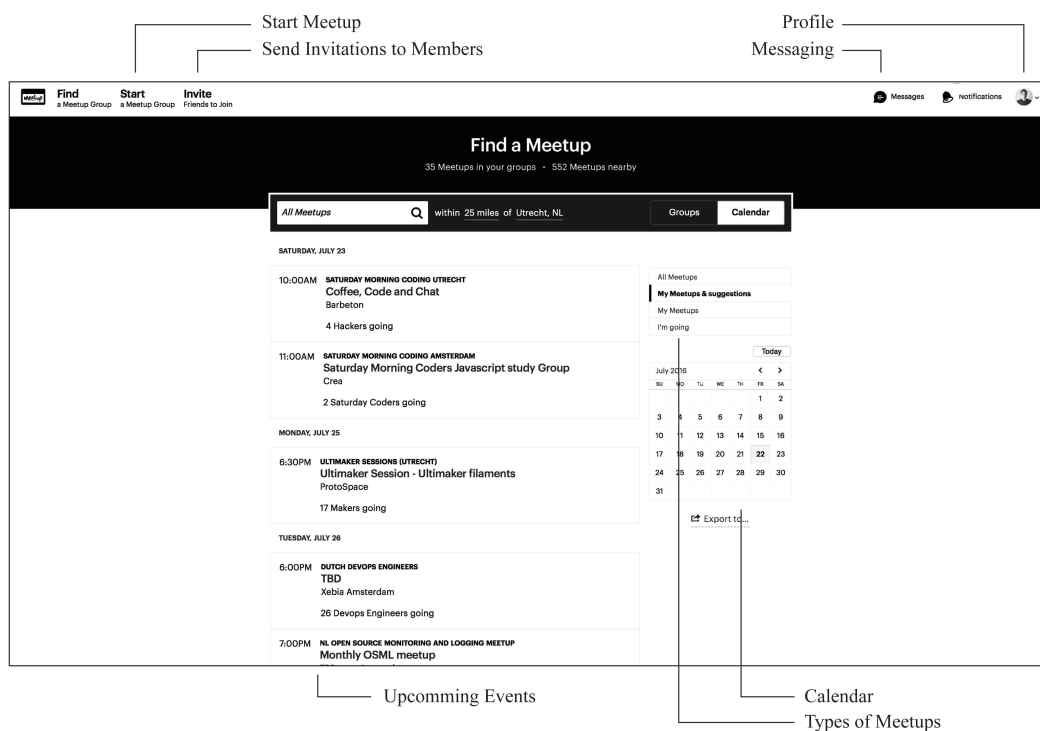 Start Meetup
Profile
Send Invitations to Members
Messaging
Meetup
Find
a Meetup Group
Start
a Meetup Group
Invite
Friends to Join
Messages
Notifications
Find a Meetup
35 Meetups in your groups • 552 Meetups nearby
All Meetups
within 25 miles of Utrecht, NL
Groups
Calendar
SATURDAY, JULY 23
10:00AM SATURDAY MORNING CODING UTRECHT
Coffee, Code and Chat
Barbeton
4 Hackers going
11:00AM SATURDAY MORNING CODING AMSTERDAM
Saturday Morning Coders Javascript study Group
Crea
2 Saturday Coders going
MONDAY, JULY 25
6:30PM ULTIMAKER SESSIONS (UTRECHT)
Ultimaker Session - Ultimaker filaments
ProtoSpace
17 Makers going
TUESDAY, JULY 26
6:00PM DUTCH DEVOPS ENGINEERS
TBD
Xebia Amsterdam
26 Devops Engineers going
7:00PM NL OPEN SOURCE MONITORING AND LOGGING MEETUP
Monthly OSML meetup
All Meetups
My Meetups & suggestions
My Meetups
I'm going
Today
July 2016 < >
SU MO TU WE TH FR SA
1 2
3 4 5 6 7 8 9
10 11 12 13 14 15 16
17 18 19 20 21 22 23
24 25 26 27 28 29 30
31
Export to...
Upcomming Events
Calendar
Types of Meetups